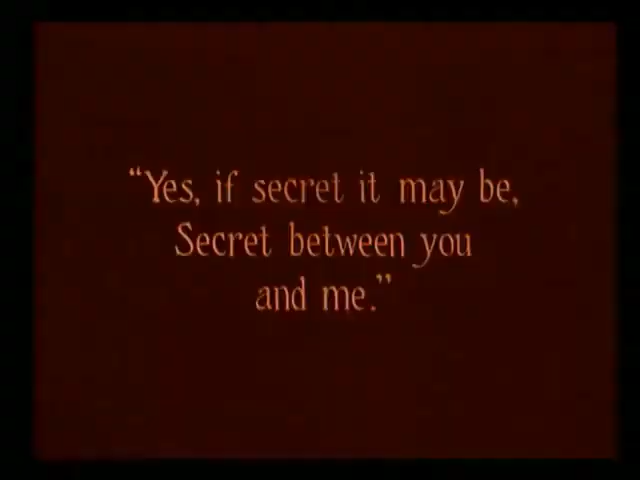 “Yes, if secret it may be,
Secret between you
and me.”